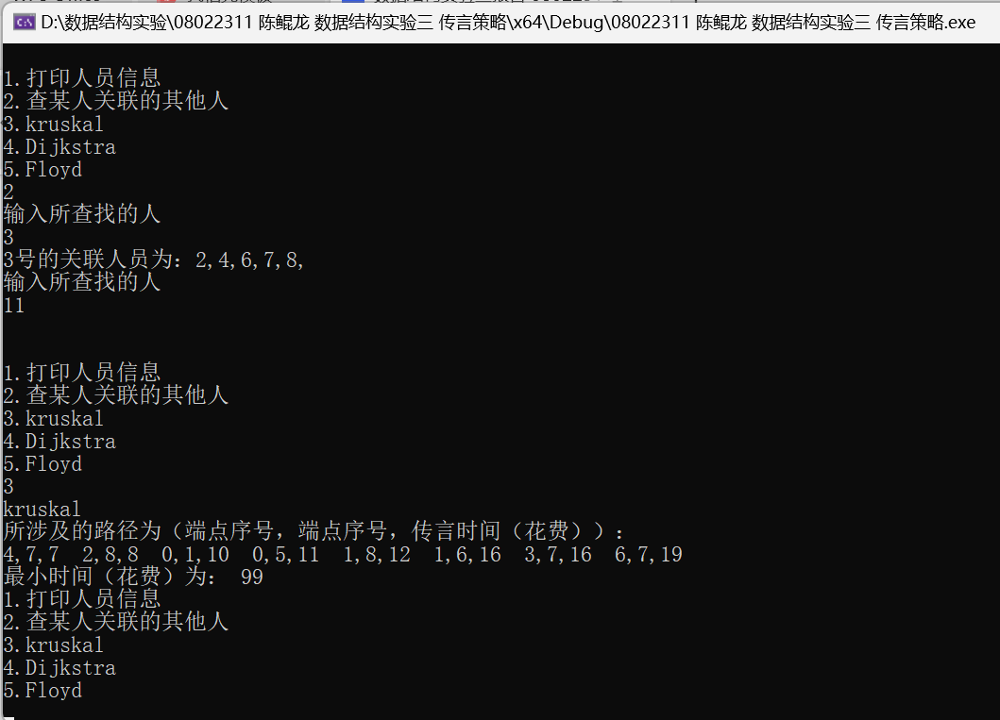 D:\数据结构实验\08022311 陈鲲龙 数据结构实验三 传言策略\x64\Debug\08022311 陈鲲龙 数据结构实验三 传言策略.exe
1.打印人员信息
2.查某人关联的其他人
3.kruskal
4.Dijkstra
5.Floyd
2
输入所查找的人
3
3号的关联人员为：2,4,6,7,8,
输入所查找的人
11
1.打印人员信息
2.查某人关联的其他人
3.kruskal
4.Dijkstra
5.Floyd
3
kruskal
所涉及的路径为（端点序号，端点序号，传言时间（花费））：
4,7,7  2,8,8  0,1,10  0,5,11  1,8,12  1,6,16  3,7,16  6,7,19
最小时间（花费）为： 99
1.打印人员信息
2.查某人关联的其他人
3.kruskal
4.Dijkstra
5.Floyd